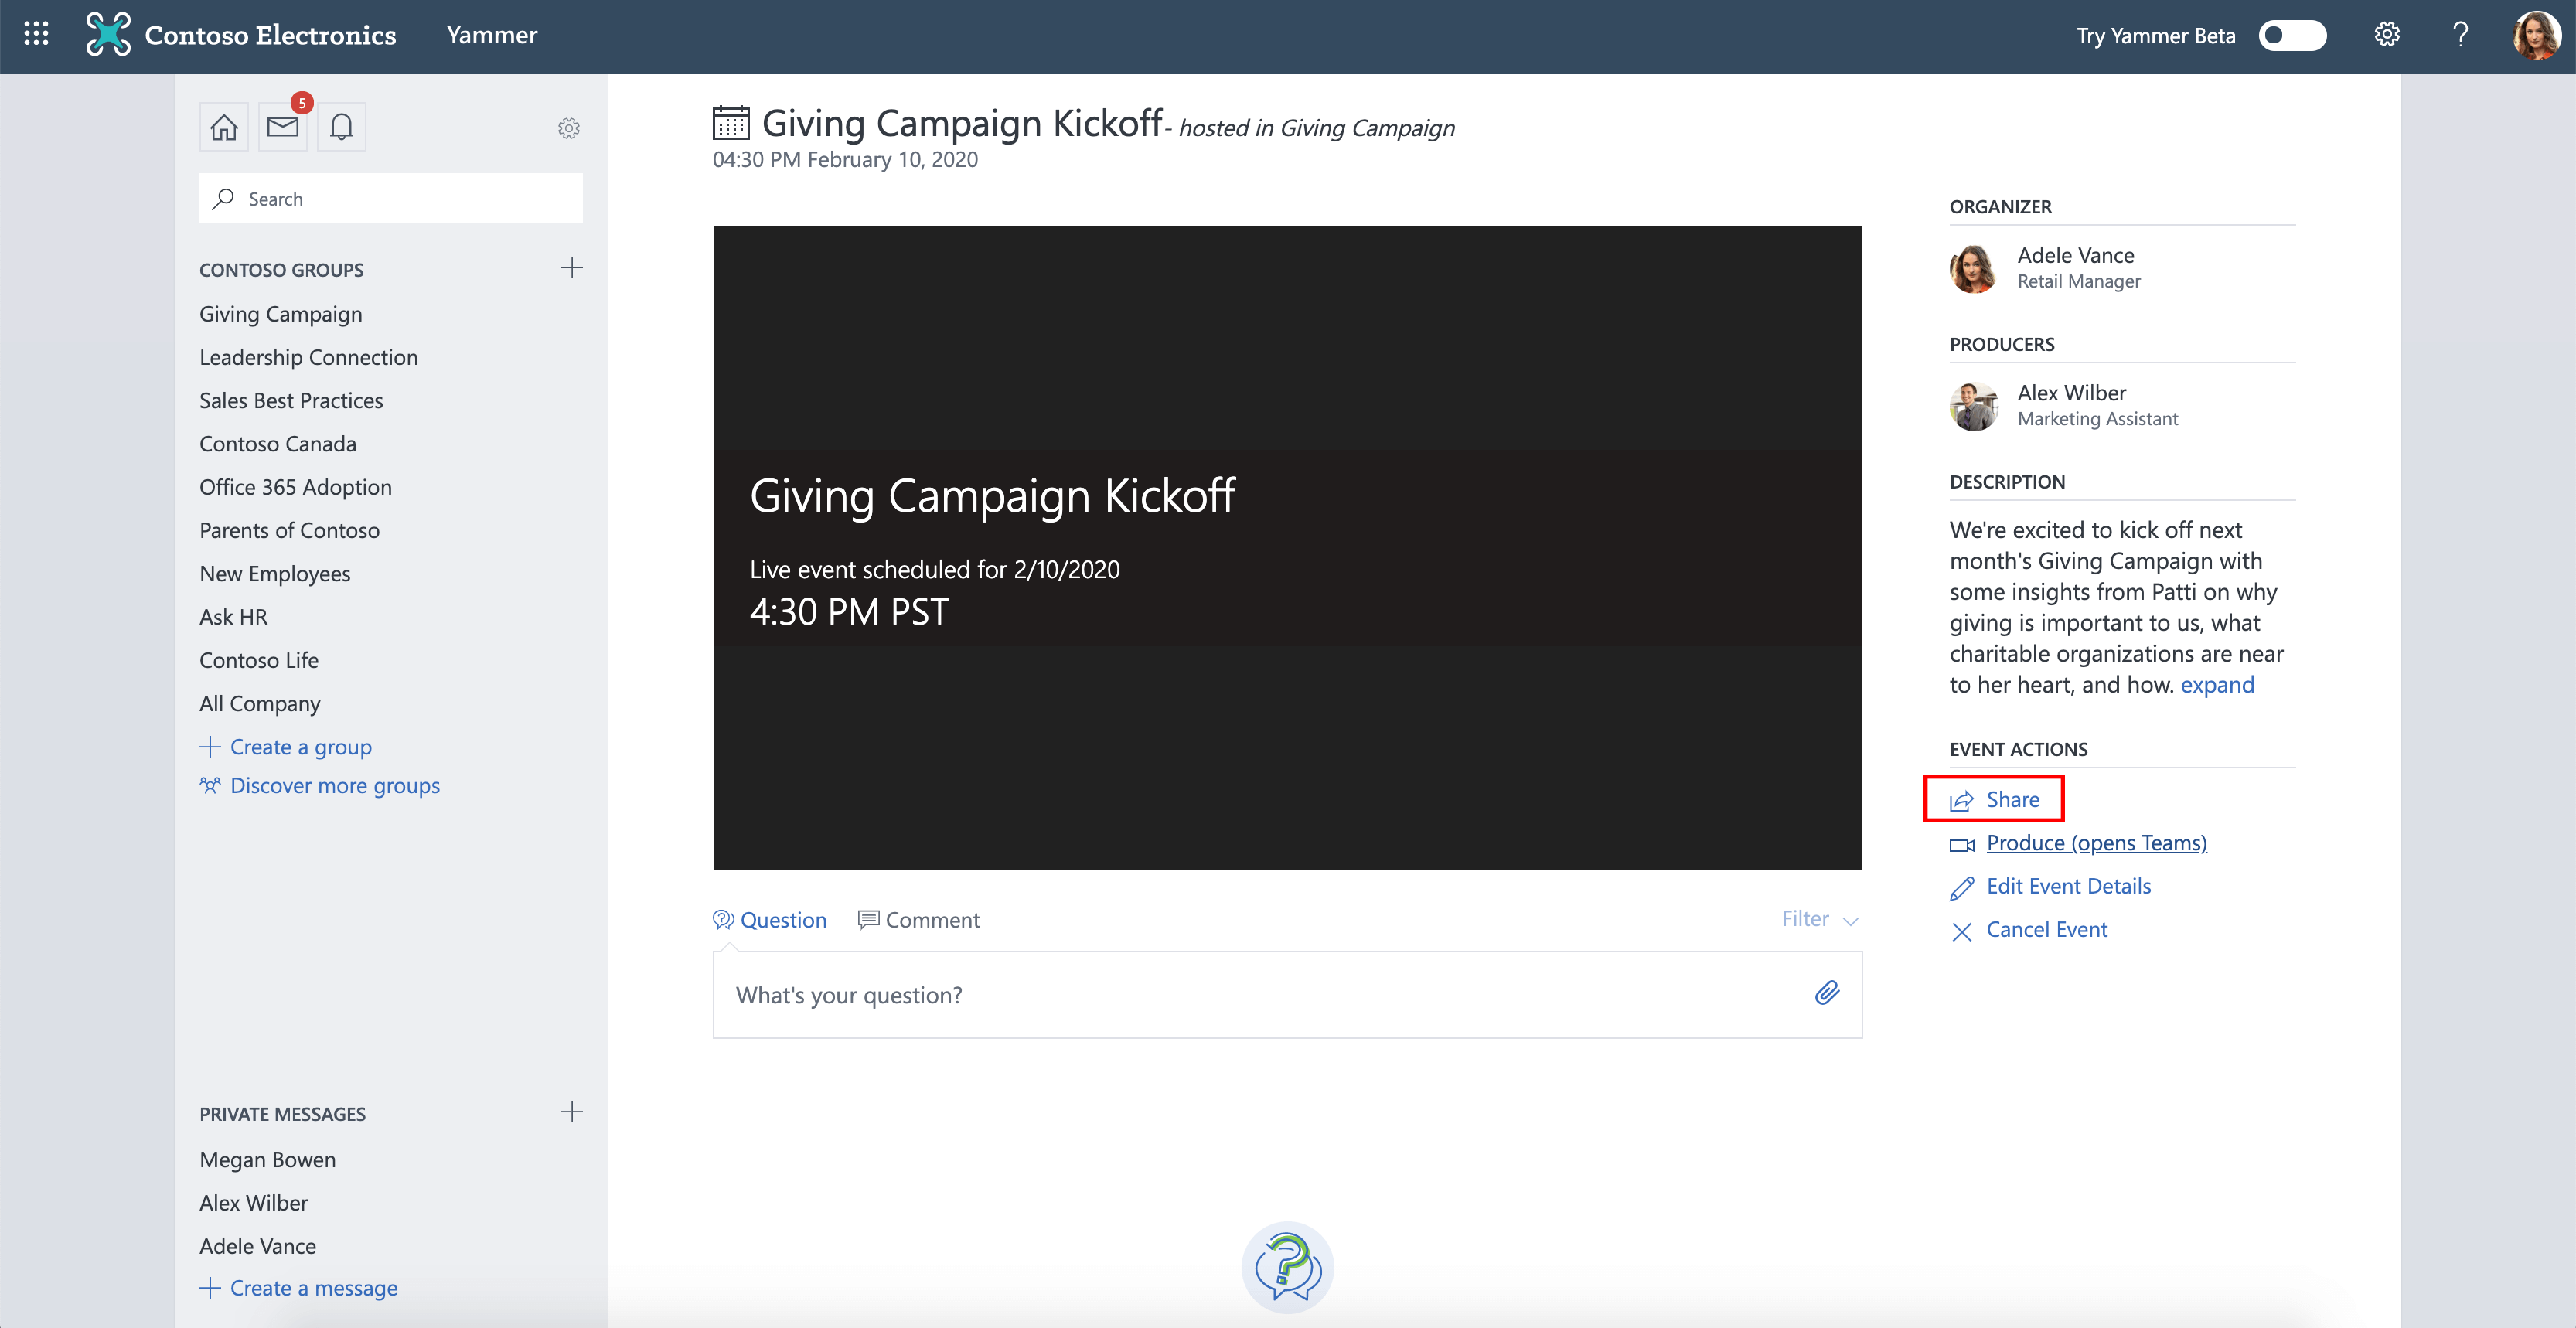 Contoso Electronics
Yammer
Try Yammer Beta
?
5
Search
CONTOSO GROUPS
Giving Campaign
Leadership Connection
Sales Best Practices
Contoso Canada
Office 365 Adoption
Parents of Contoso
New Employees
Ask HR
Contoso Life
All Company
Create a group
Discover more groups
PRIVATE MESSAGES
Megan Bowen
Alex Wilber
Adele Vance
Create a message
Giving Campaign Kickoff - hosted in Giving Campaign
04:30 PM February 10, 2020
Giving Campaign Kickoff
Live event scheduled for 2/10/2020
4:30 PM PST
Question
Comment
Filter
What's your question?
ORGANIZER
Adele Vance
Retail Manager
PRODUCERS
Alex Wilber
Marketing Assistant
DESCRIPTION
We're excited to kick off next
month's Giving Campaign with
some insights from Patti on why
giving is important to us, what
charitable organizations are near
to her heart, and how. expand
EVENT ACTIONS
Share
Produce (opens Teams)
Edit Event Details
Cancel Event